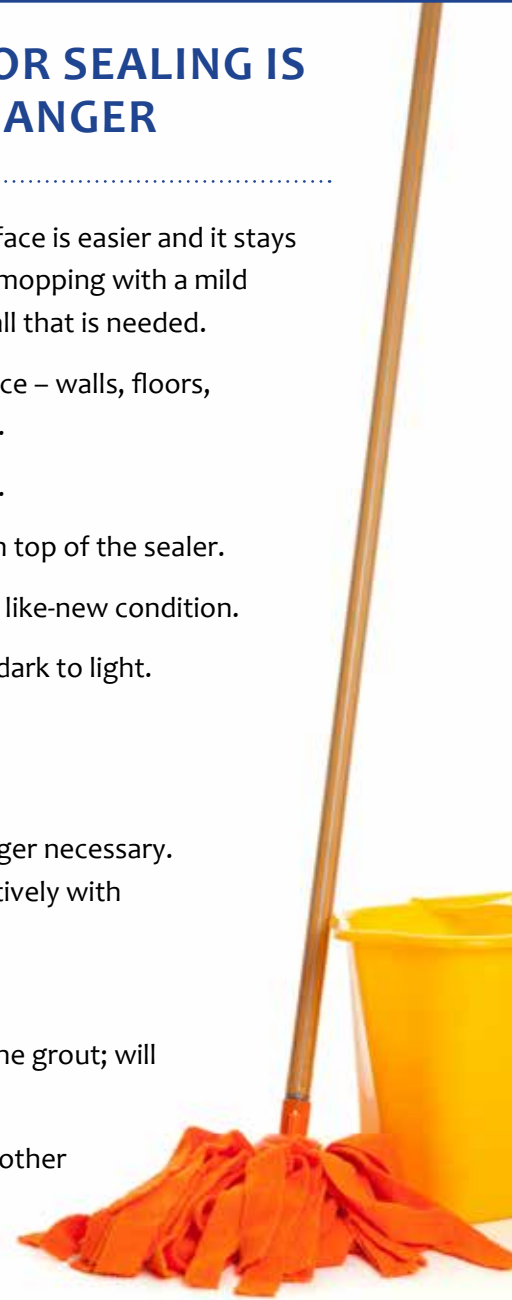 OR SEALING IS
ANGER
face is easier and it stays
mopping with a mild
all that is needed.
ce – walls, floors,
.
.
n top of the sealer.
like-new condition.
dark to light.
ger necessary.
tively with
he grout; will
other